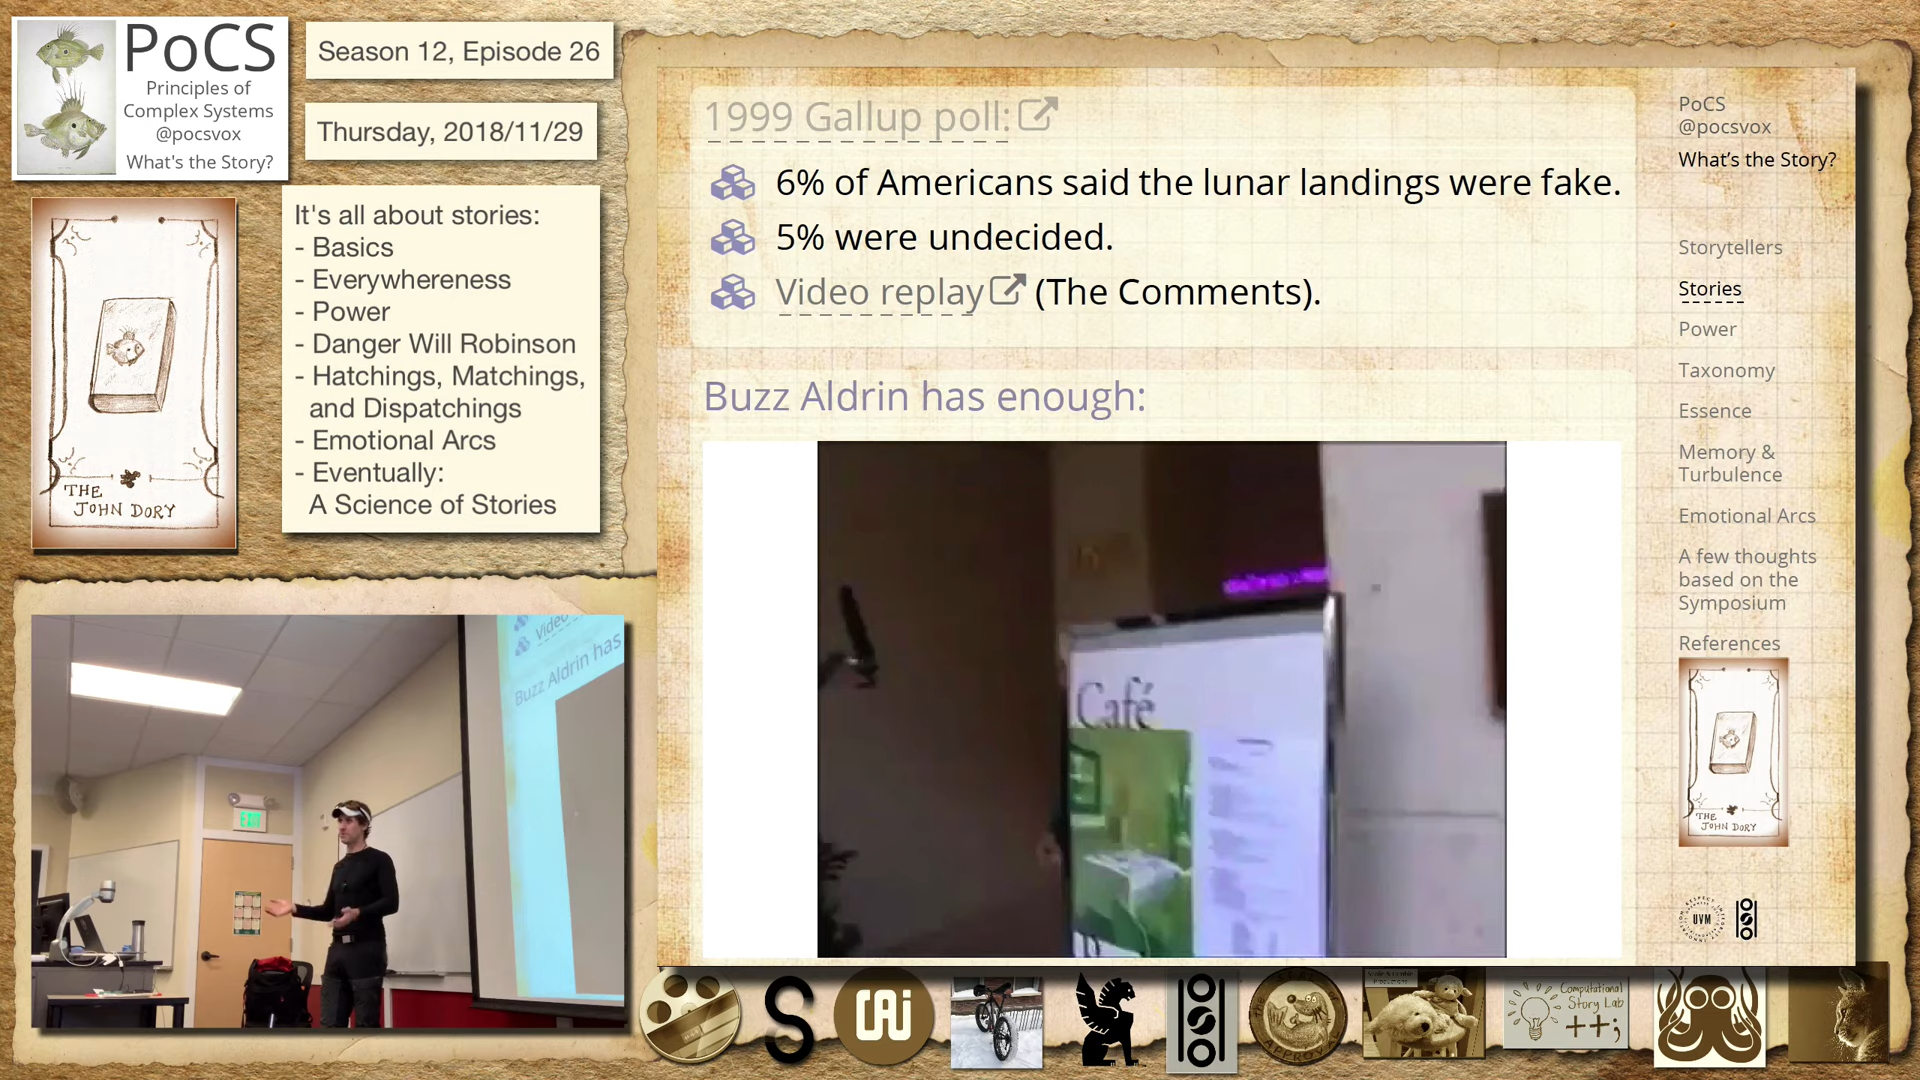 PoCS
Principles of
Complex Systems
@pocsvox
What's the Story?
Season 12, Episode 26
Thursday, 2018/11/29
It's all about stories:
- Basics
- Everywhereness
- Power
- Danger Will Robinson
- Hatchings, Matchings,
and Dispatchings
- Emotional Arcs
- Eventually:
A Science of Stories
THE
JOHN DORY
1999 Gallup poll:
6% of Americans said the lunar landings were fake.
5% were undecided.
Video replay (The Comments).
Buzz Aldrin has enough:
Café
PoCS
@pocsvox
What's the Story?
Storytellers
Stories
Power
Taxonomy
Essence
Memory &
Turbulence
Emotional Arcs
A few thoughts
based on the
Symposium
References
THE
JOHN DORY
UVM
EXIT
Video
Buzz Aldrin has
Computational
Story Lab
++;